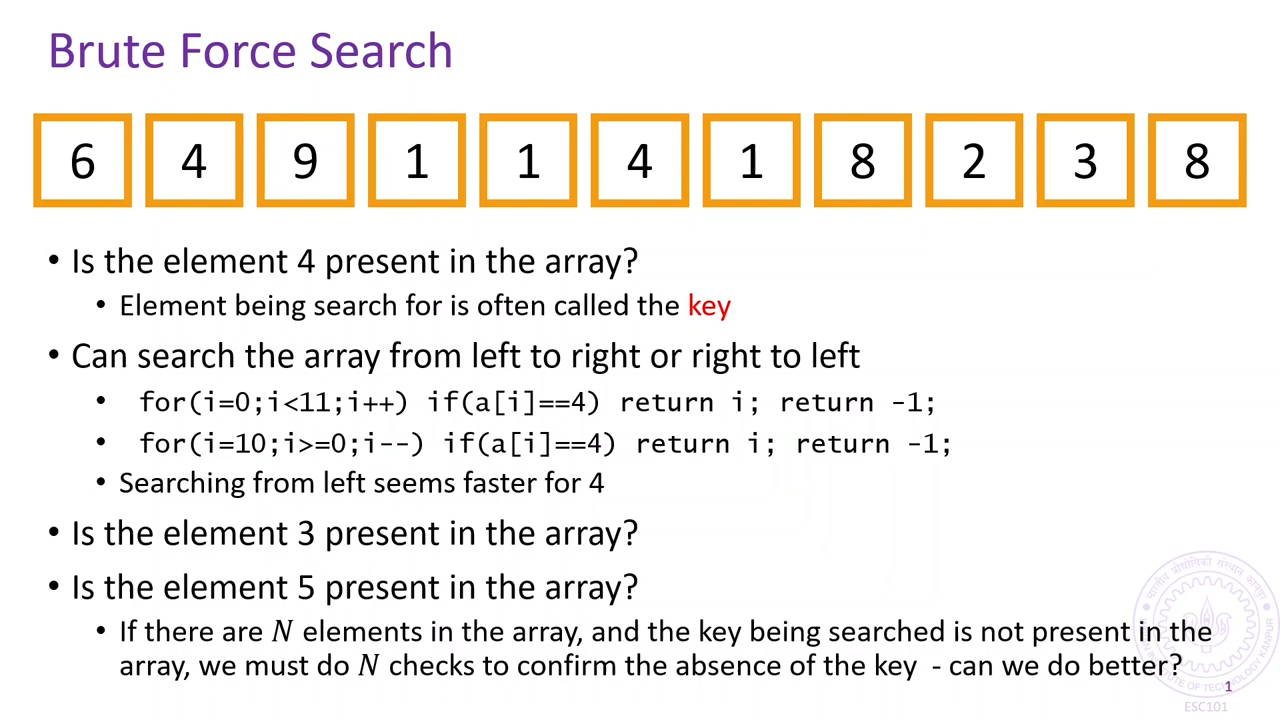 Brute Force Search
6 4 9 1 1 4 1 8 2 3 8
• Is the element 4 present in the array?
• Element being search for is often called the key
• Can search the array from left to right or right to left
• for(i=0;i<11;i++) if(a[i]==4) return i; return -1;
• for(i=10;i>=0;i--) if(a[i]==4) return i; return -1;
• Searching from left seems faster for 4
• Is the element 3 present in the array?
• Is the element 5 present in the array?
• If there are N elements in the array, and the key being searched is not present in the
array, we must do N checks to confirm the absence of the key - can we do better?
1
ESC101